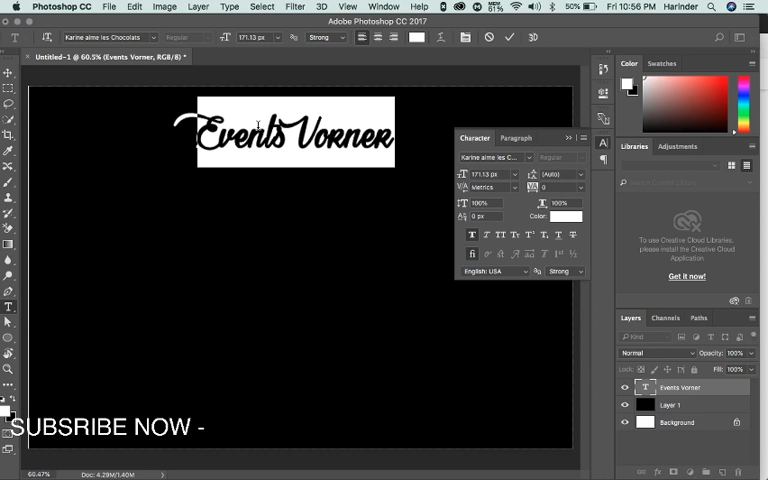 Photoshop CC File Edit Image Layer Type Select Filter 3D View Window Help MEM 61% 50% Fri 10:56 PM Harinder
Adobe Photoshop CC 2017
T Karine aime les Chocolats Regular 171.13 px Strong 3D
Untitled-1 @ 60.5% (Events Vorner, RGB/8) *
Events Vorner
Color Swatches
Libraries Adjustments
To use Creative Cloud Libraries,
please install the Creative Cloud
Application
Get it now!
Character Paragraph
Karine aime les C... Regular
171.13 px (Auto)
Metrics 0
100% 100%
0 px Color:
English: USA Strong
Layers Channels Paths
Kind
Normal Opacity: 100%
Lock: Fill: 100%
Events Vorner
Layer 1
Background
SUBSRIBE NOW -
60.47% Doc: 4.29M/1.40M